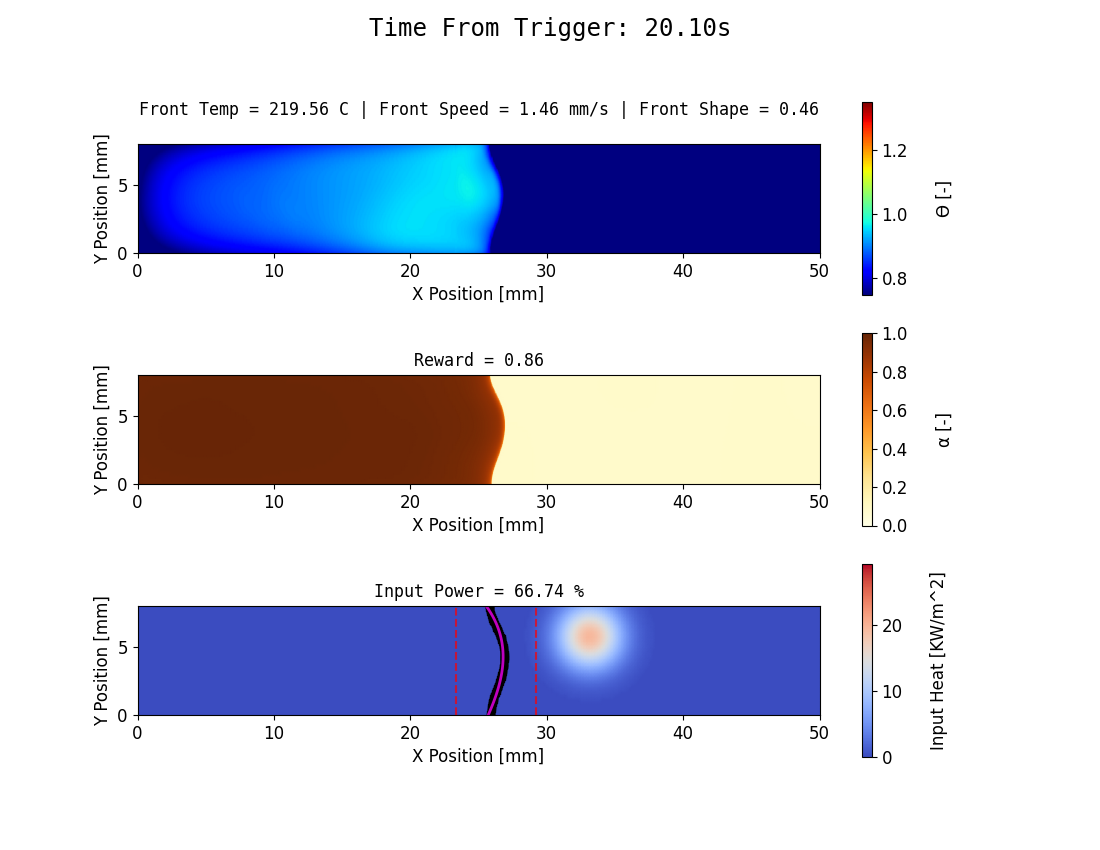 Time From Trigger: 20.10s
Front Temp = 219.56 C | Front Speed = 1.46 mm/s | Front Shape = 0.46
Y Position [mm]
5
0
0 10 20 30 40 50
X Position [mm]
1.2
1.0
0.8
Θ [-]
Reward = 0.86
Y Position [mm]
5
0
0 10 20 30 40 50
X Position [mm]
1.0
0.8
0.6
0.4
0.2
0.0
α [-]
Input Power = 66.74 %
Y Position [mm]
5
0
0 10 20 30 40 50
X Position [mm]
20
10
0
Input Heat [KW/m^2]